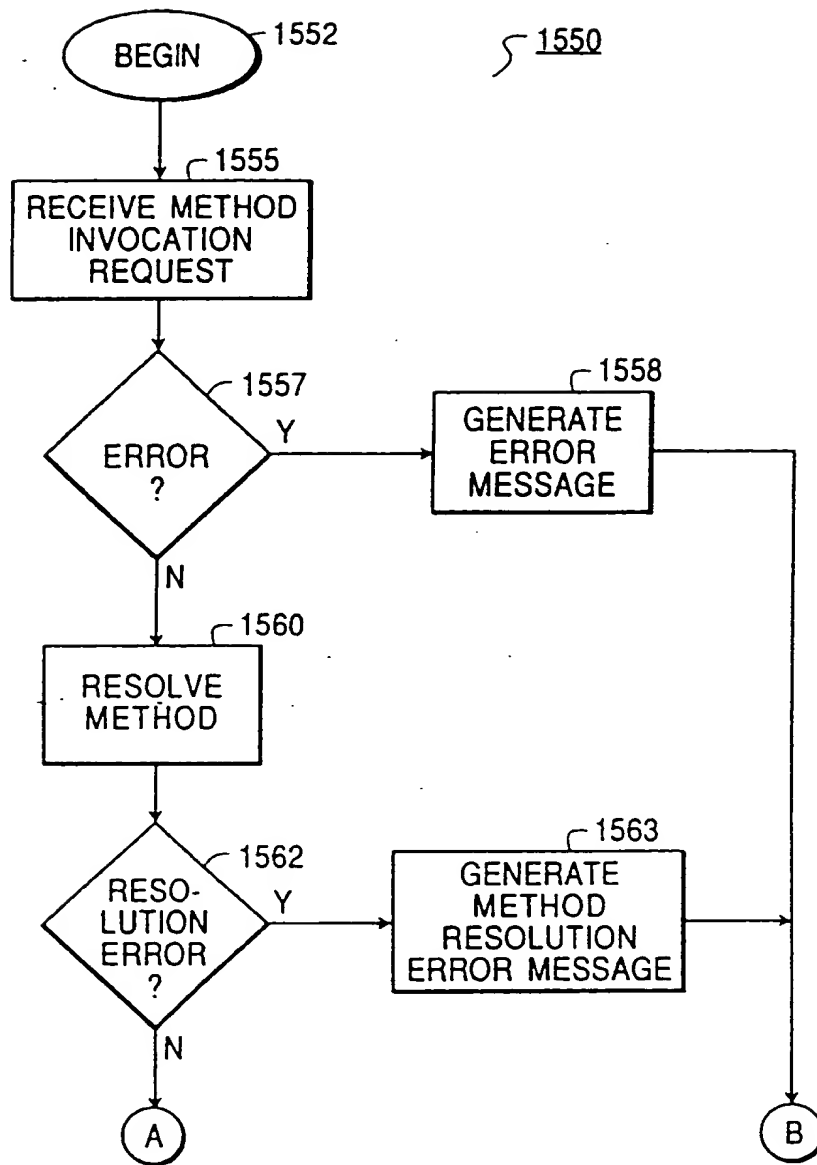 BEGIN
1552
1550
1555
RECEIVE METHOD
INVOCATION
REQUEST
1557
ERROR
?
Y
N
1558
GENERATE
ERROR
MESSAGE
1560
RESOLVE
METHOD
1562
RESO-
LUTION
ERROR
?
Y
N
1563
GENERATE
METHOD
RESOLUTION
ERROR MESSAGE
A
B